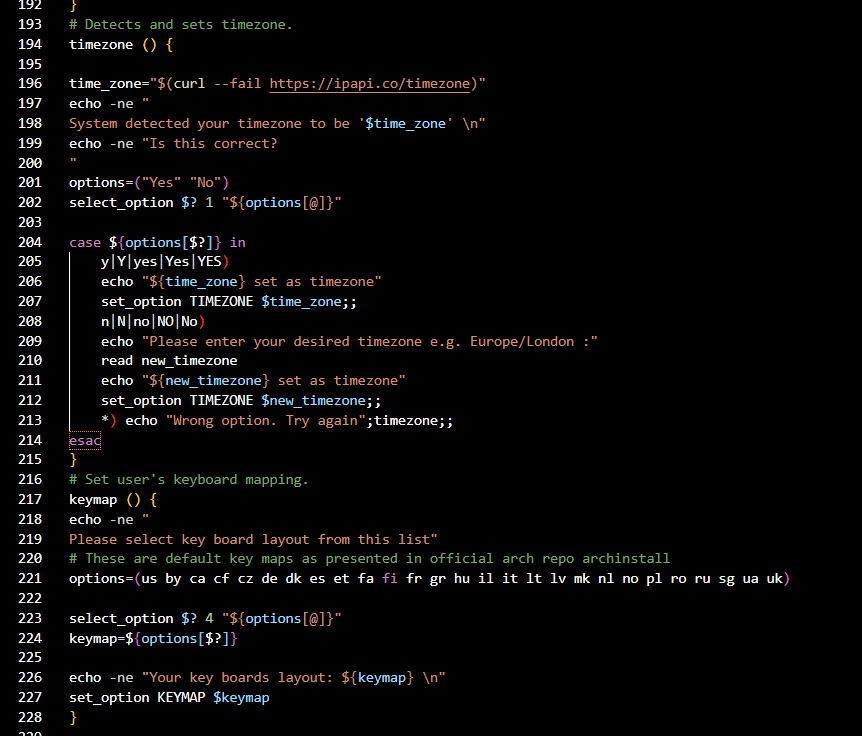 192 }
193 # Detects and sets timezone.
194 timezone () {
195
196 time_zone="$(curl --fail https://ipapi.co/timezone)"
197 echo -ne "
198 System detected your timezone to be '$time_zone' \n"
199 echo -ne "Is this correct?
200 "
201 options=("Yes" "No")
202 select_option $? 1 "${options[@]}"
203
204 case ${options[$?]} in
205     y|Y|yes|Yes|YES)
206     echo "${time_zone} set as timezone"
207     set_option TIMEZONE $time_zone;;
208     n|N|no|NO|No)
209     echo "Please enter your desired timezone e.g. Europe/London :"
210     read new_timezone
211     echo "${new_timezone} set as timezone"
212     set_option TIMEZONE $new_timezone;;
213     *) echo "Wrong option. Try again";timezone;;
214 esac
215 }
216 # Set user's keyboard mapping.
217 keymap () {
218 echo -ne "
219 Please select key board layout from this list"
220 # These are default key maps as presented in official arch repo archinstall
221 options=(us by ca cf cz de dk es et fa fi fr gr hu il it lt lv mk nl no pl ro ru sg ua uk)
222
223 select_option $? 4 "${options[@]}"
224 keymap=${options[$?]}
225
226 echo -ne "Your key boards layout: ${keymap} \n"
227 set_option KEYMAP $keymap
228 }